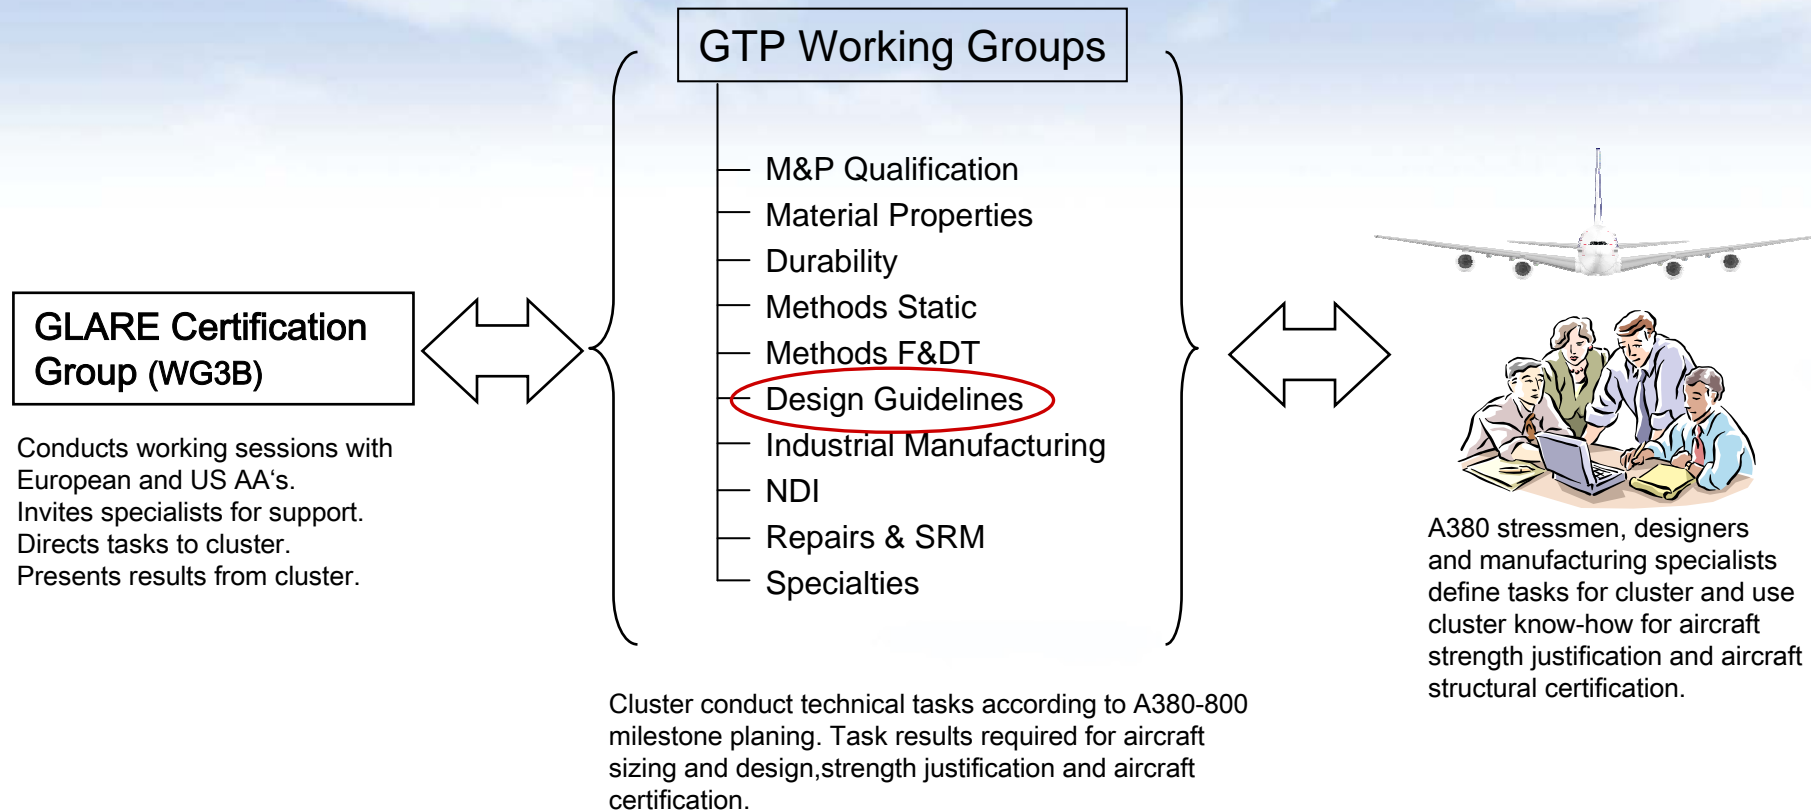 GTP Working Groups
M&P Qualification
Material Properties
Durability
Methods Static
Methods F&DT
Design Guidelines
Industrial Manufacturing
NDI
Repairs & SRM
Specialties
GLARE Certification
Group (WG3B)
Conducts working sessions with
European and US AA‘s.
Invites specialists for support.
Directs tasks to cluster.
Presents results from cluster.
Cluster conduct technical tasks according to A380-800
milestone planing. Task results required for aircraft
sizing and design,strength justification and aircraft
certification.
A380 stressmen, designers
and manufacturing specialists
define tasks for cluster and use
cluster know-how for aircraft
strength justification and aircraft
structural certification.